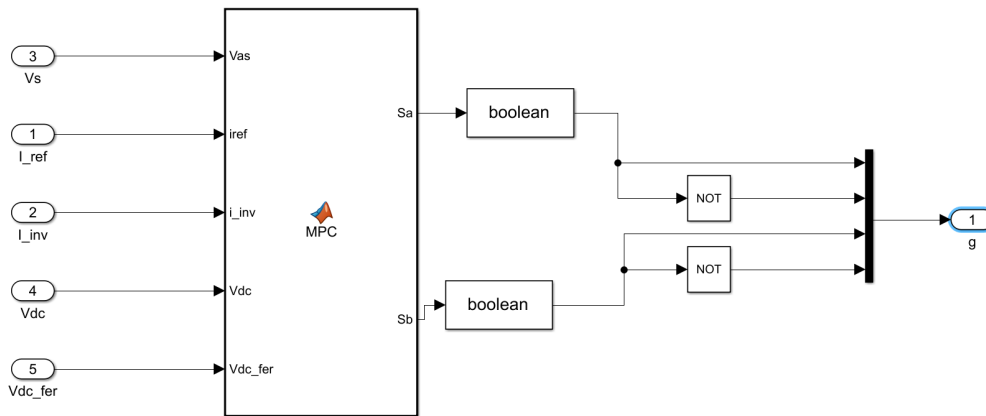 3
Vs
Vas
1
I_ref
iref
2
I_inv
i_inv
4
Vdc
Vdc
5
Vdc_fer
Vdc_fer
MPC
Sa
Sb
boolean
boolean
NOT
NOT
1
g